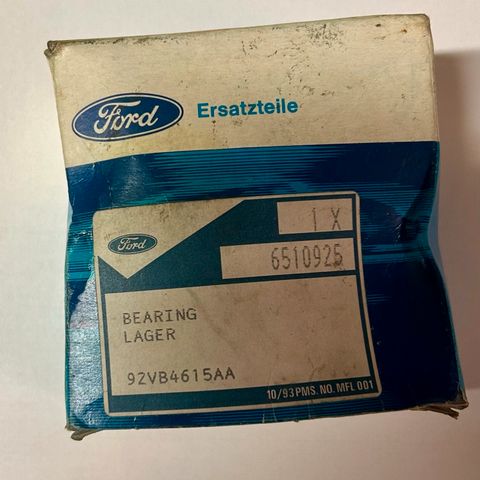 Ford
Ersatzteile
Ford
1 X
6510925
BEARING
LAGER
92VB4615AA
10/93 PMS. NO. MFL 001